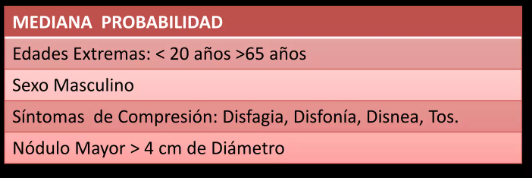 MEDIANA PROBABILIDAD
Edades Extremas: < 20 años >65 años
Sexo Masculino
Síntomas de Compresión: Disfagia, Disfonía, Disnea, Tos.
Nódulo Mayor > 4 cm de Diámetro